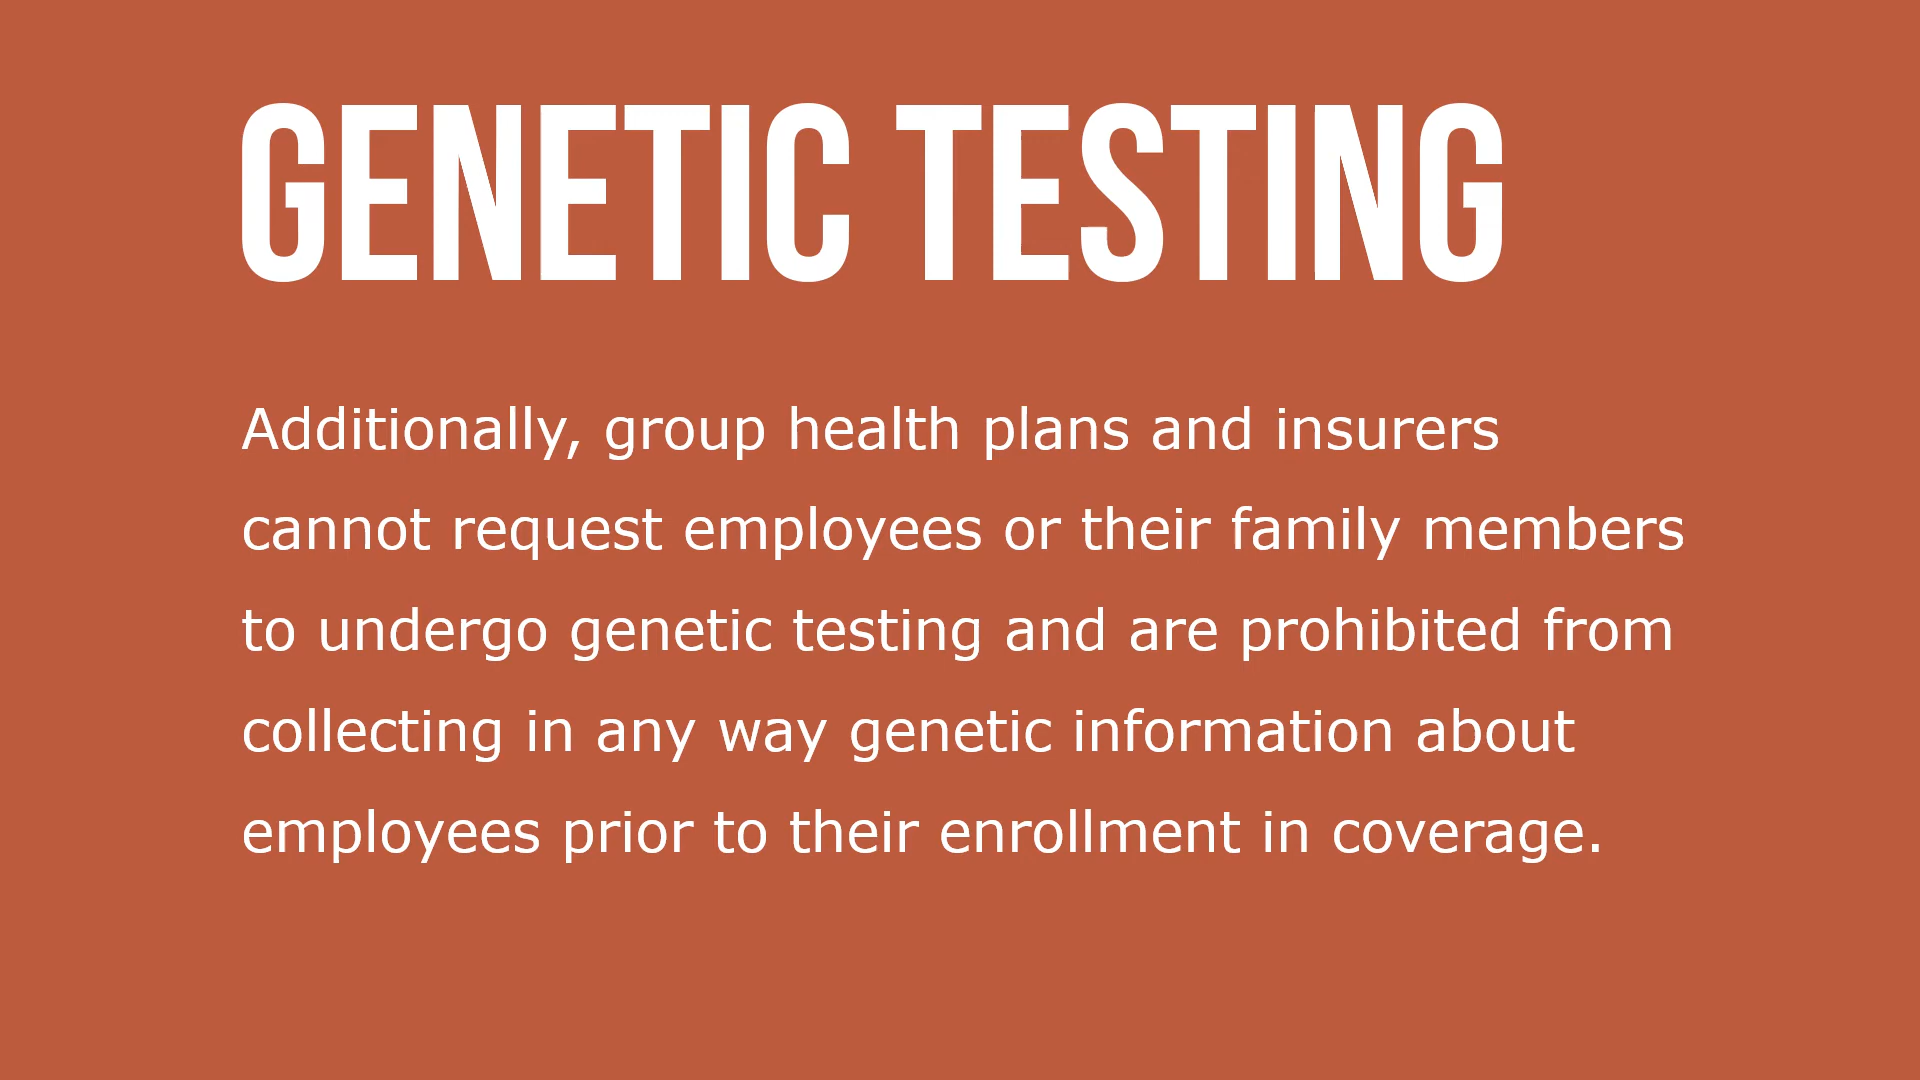 GENETIC TESTING
Additionally, group health plans and insurers
cannot request employees or their family members
to undergo genetic testing and are prohibited from
collecting in any way genetic information about
employees prior to their enrollment in coverage.